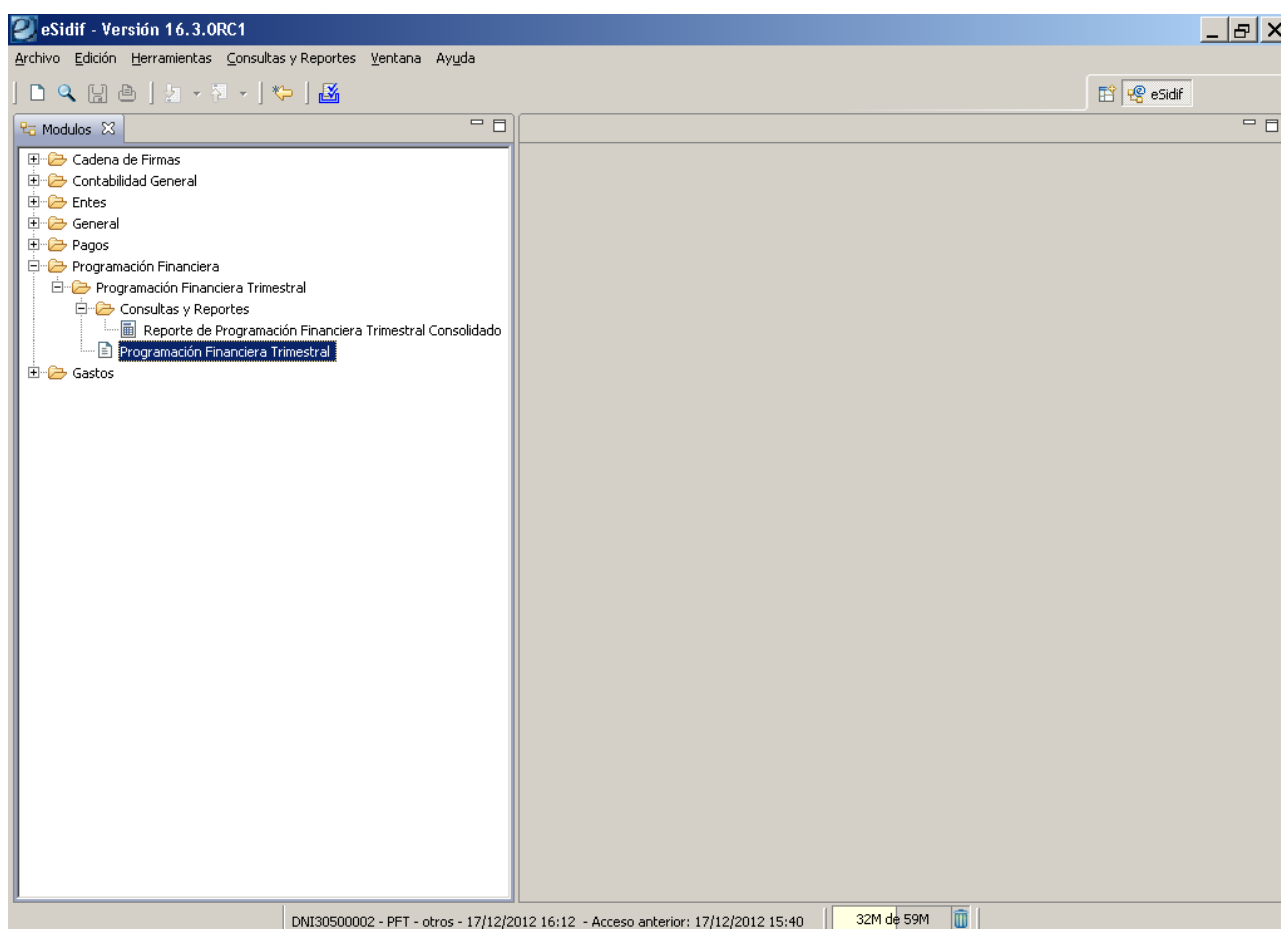 eSidif - Versión 16.3.0RC1
Archivo Edición Herramientas Consultas y Reportes Ventana Ayuda
eSidif
Modulos
Cadena de Firmas
Contabilidad General
Entes
General
Pagos
Programación Financiera
Programación Financiera Trimestral
Consultas y Reportes
Reporte de Programación Financiera Trimestral Consolidado
Programación Financiera Trimestral
Gastos
DNI30500002 - PFT - otros - 17/12/2012 16:12 - Acceso anterior: 17/12/2012 15:40 32M de 59M